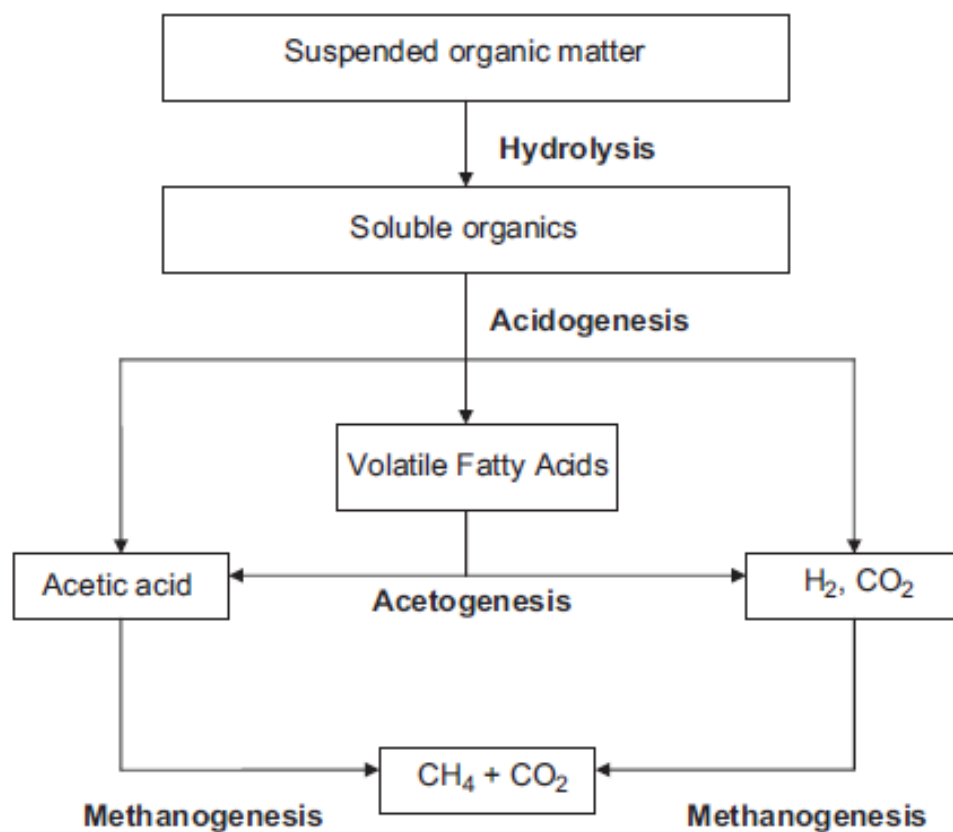 Suspended organic matter
Hydrolysis
Soluble organics
Acidogenesis
Volatile Fatty Acids
Acetic acid
Acetogenesis
H₂, CO₂
CH₄ + CO₂
Methanogenesis
Methanogenesis